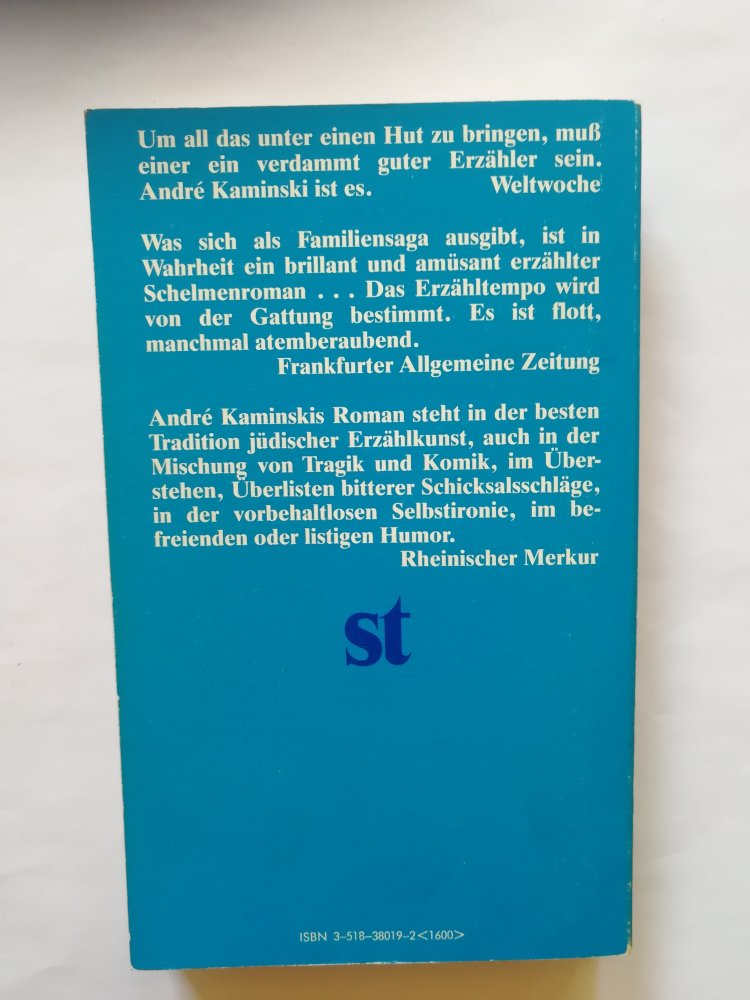 Um all das unter einen Hut zu bringen, muß
einer ein verdammt guter Erzähler sein.
André Kaminski ist es. Weltwoche
Was sich als Familiensaga ausgibt, ist in
Wahrheit ein brillant und amüsant erzählter
Schelmenroman . . . Das Erzähltempo wird
von der Gattung bestimmt. Es ist flott,
manchmal atemberaubend.
Frankfurter Allgemeine Zeitung
André Kaminskis Roman steht in der besten
Tradition jüdischer Erzählkunst, auch in der
Mischung von Tragik und Komik, im Über-
stehen, Überlisten bitterer Schicksalsschläge,
in der vorbehaltlosen Selbstironie, im be-
freienden oder listigen Humor.
Rheinischer Merkur
st
ISBN 3-518-38019-2 <1600>